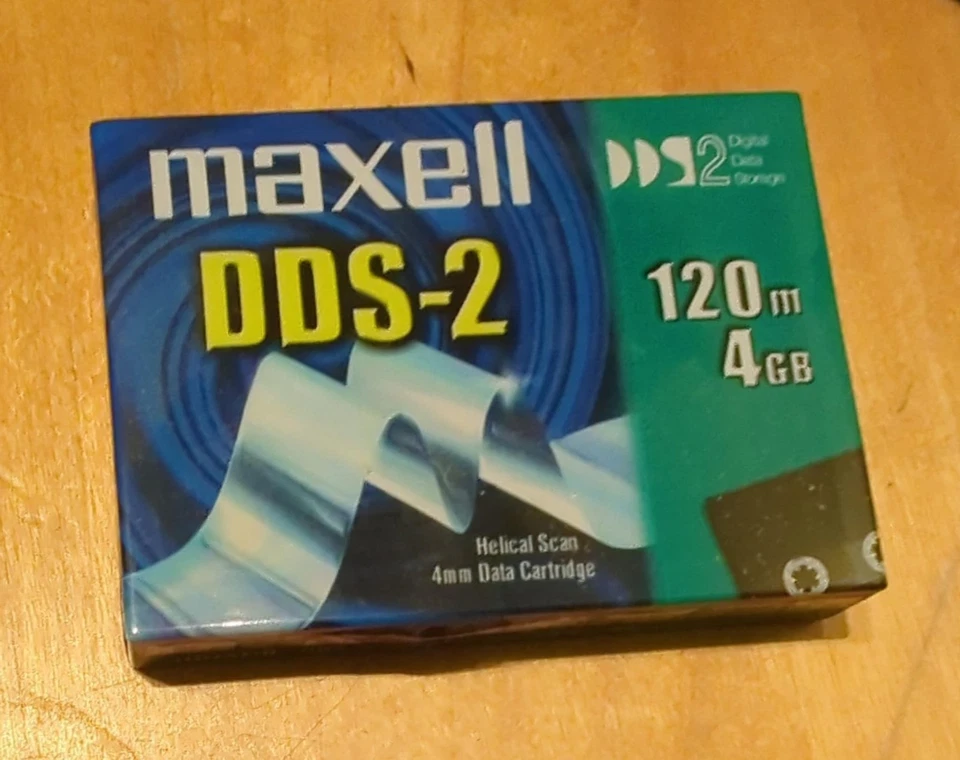 maxell
DDS-2
Helical Scan
4mm Data Cartridge
DDS2
Digital
Data
Storage
120m
4GB